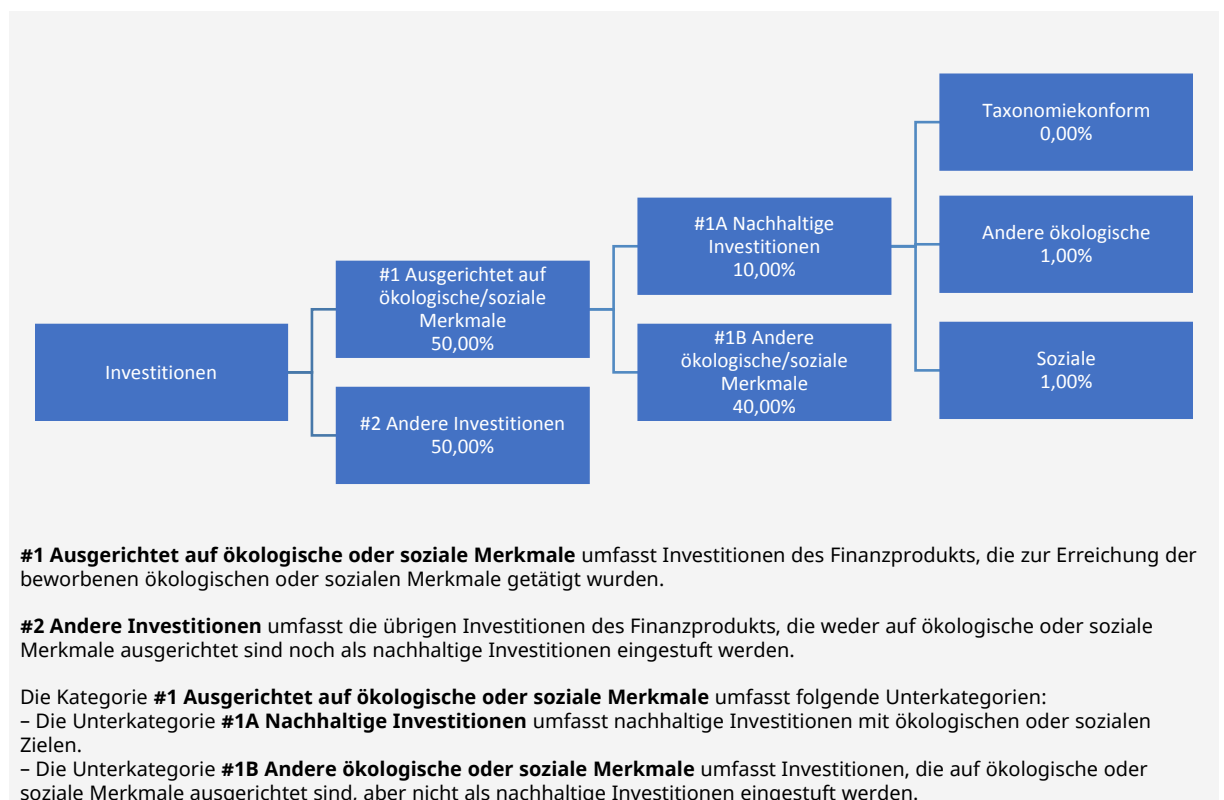 Investitionen
#1 Ausgerichtet auf
ökologische/soziale
Merkmale
50,00%
#2 Andere Investitionen
50,00%
#1A Nachhaltige
Investitionen
10,00%
#1B Andere
ökologische/soziale
Merkmale
40,00%
Taxonomiekonform
0,00%
Andere ökologische
1,00%
Soziale
1,00%
#1 Ausgerichtet auf ökologische oder soziale Merkmale umfasst Investitionen des Finanzprodukts, die zur Erreichung der
beworbenen ökologischen oder sozialen Merkmale getätigt wurden.
#2 Andere Investitionen umfasst die übrigen Investitionen des Finanzprodukts, die weder auf ökologische oder soziale
Merkmale ausgerichtet sind noch als nachhaltige Investitionen eingestuft werden.
Die Kategorie #1 Ausgerichtet auf ökologische oder soziale Merkmale umfasst folgende Unterkategorien:
– Die Unterkategorie #1A Nachhaltige Investitionen umfasst nachhaltige Investitionen mit ökologischen oder sozialen
Zielen.
– Die Unterkategorie #1B Andere ökologische oder soziale Merkmale umfasst Investitionen, die auf ökologische oder
soziale Merkmale ausgerichtet sind, aber nicht als nachhaltige Investitionen eingestuft werden.